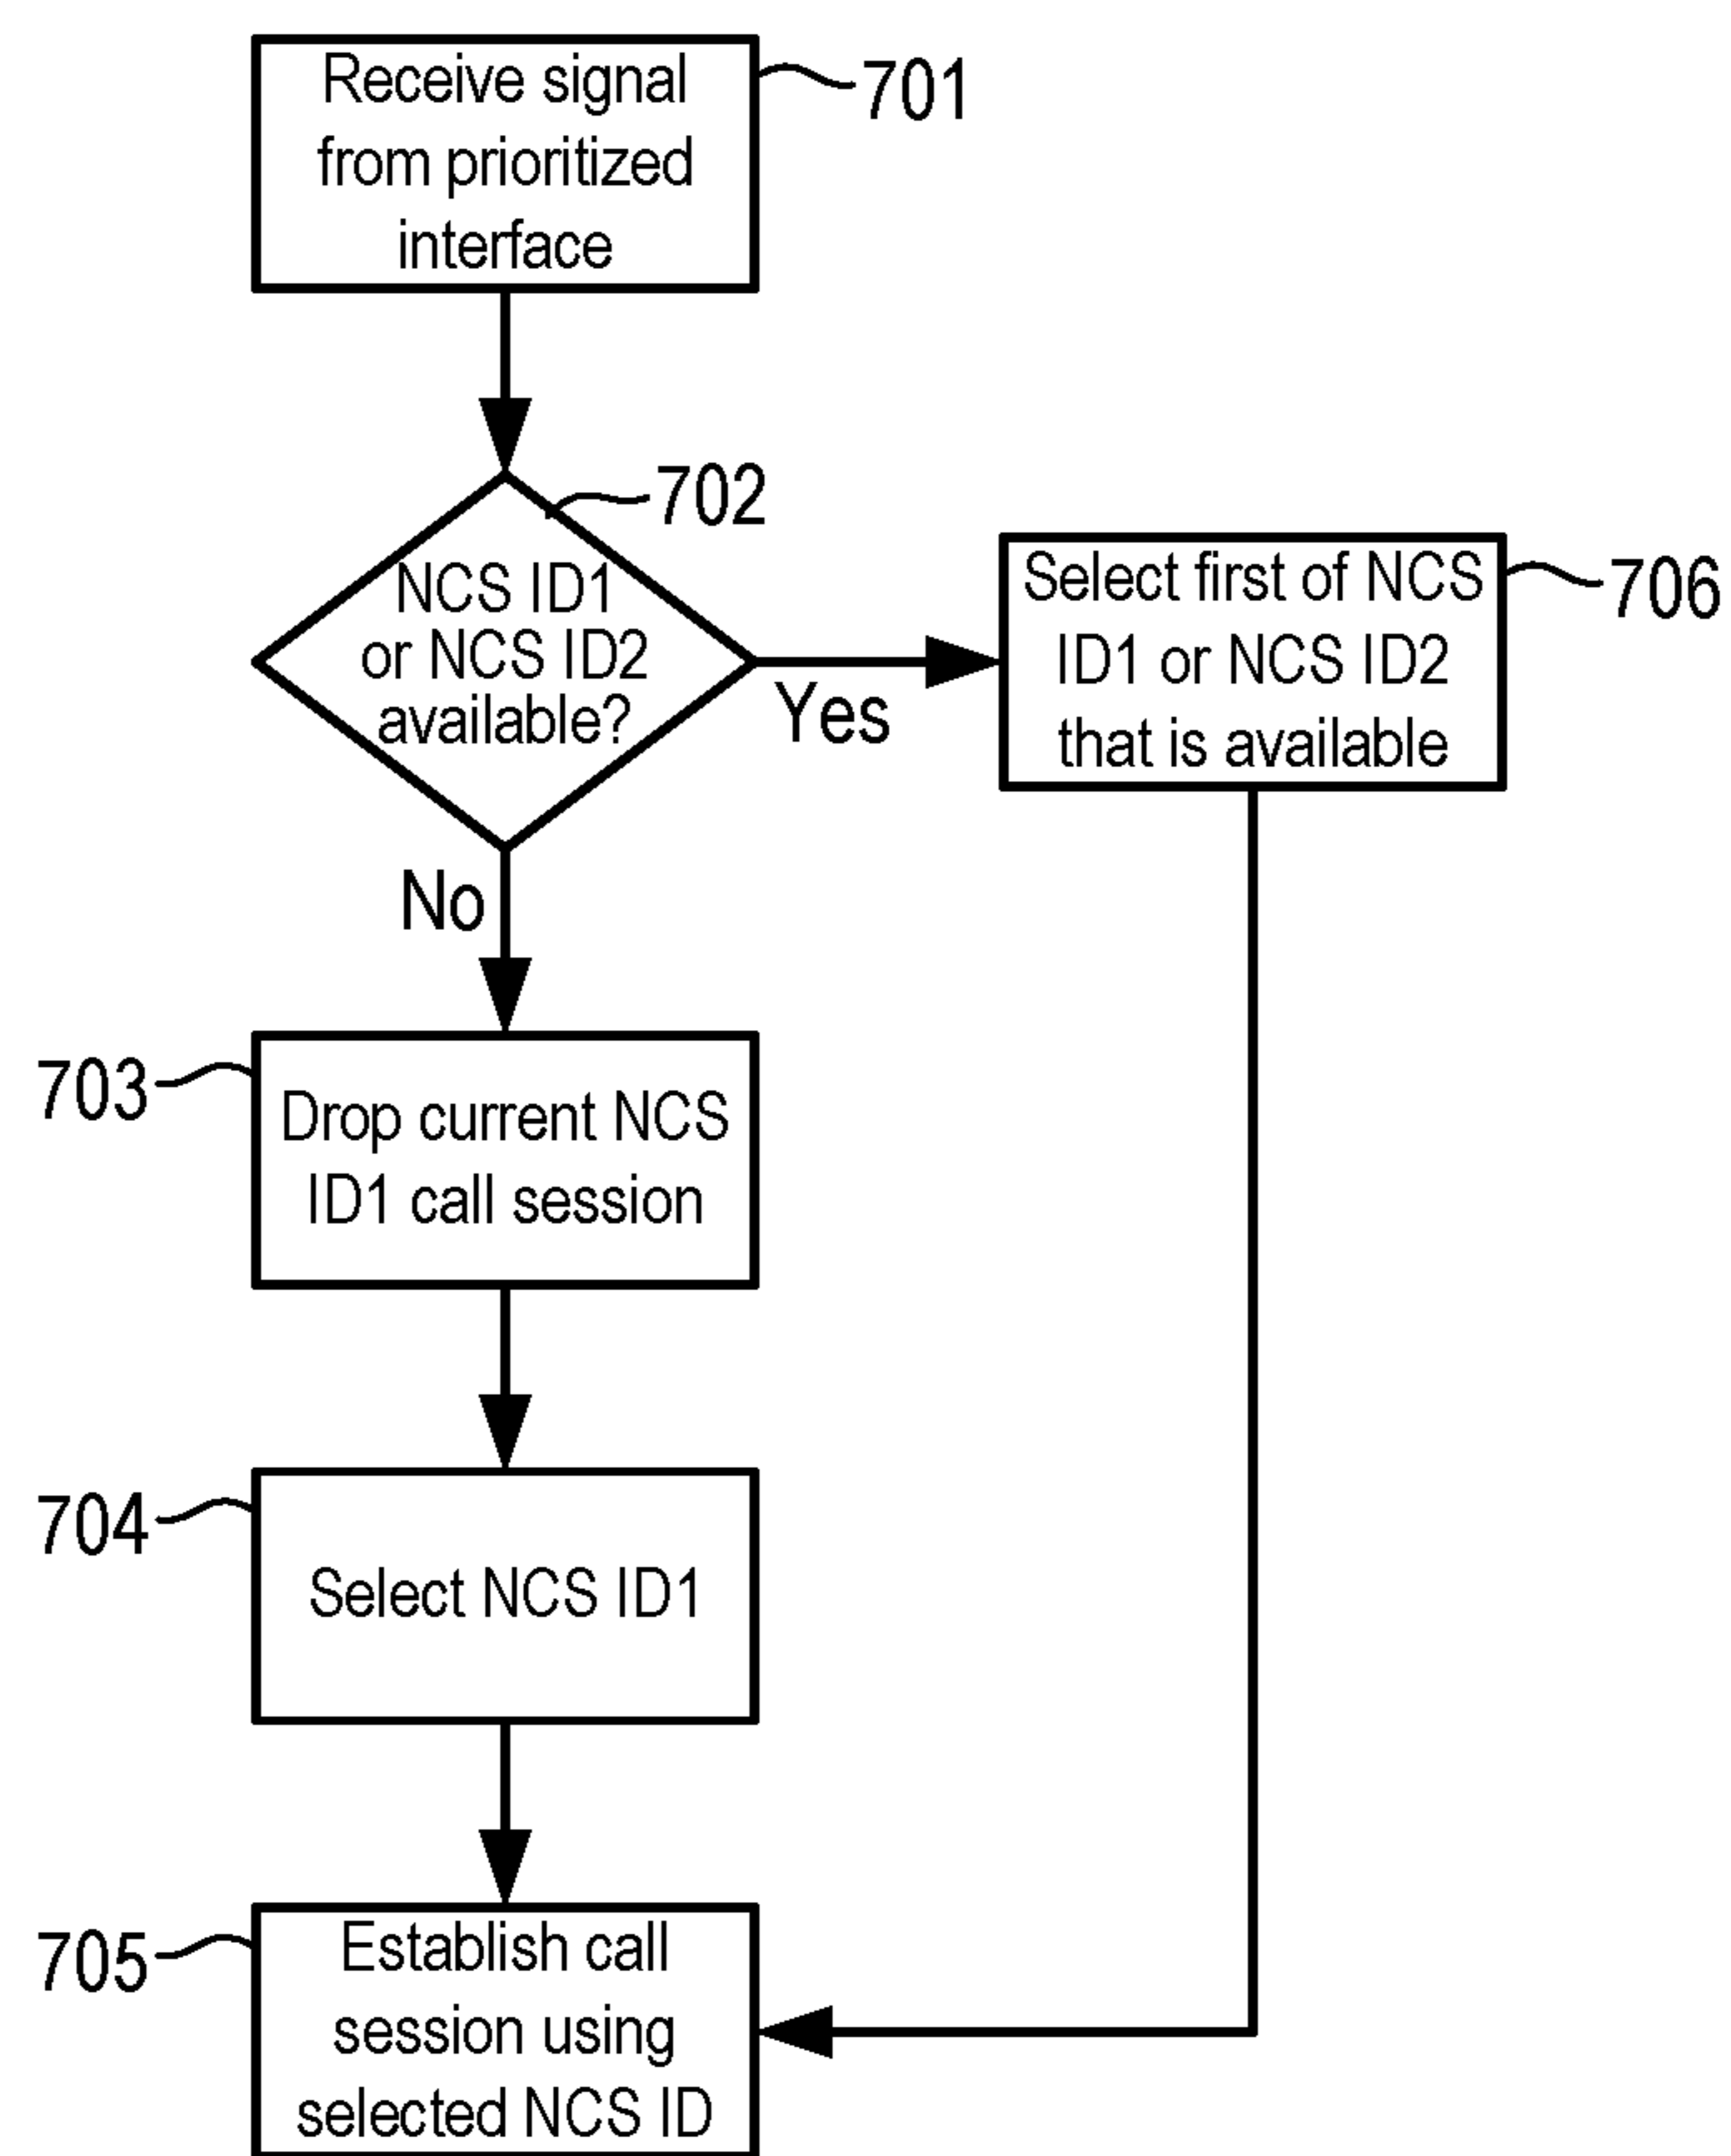 Receive signal
from prioritized
interface
701
702
NCS ID1
or NCS ID2
available?
Yes
Select first of NCS
ID1 or NCS ID2
that is available
706
No
703
Drop current NCS
ID1 call session
704
Select NCS ID1
705
Establish call
session using
selected NCS ID